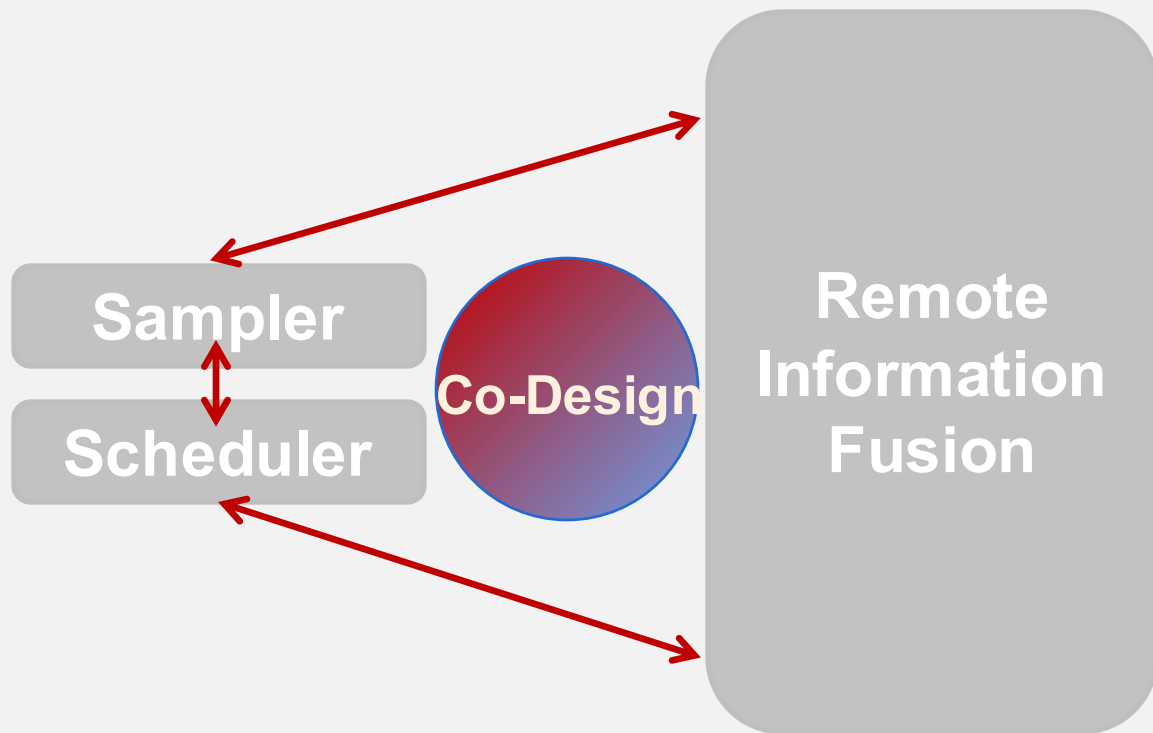 Sampler
Scheduler
Co-Design
Remote
Information
Fusion